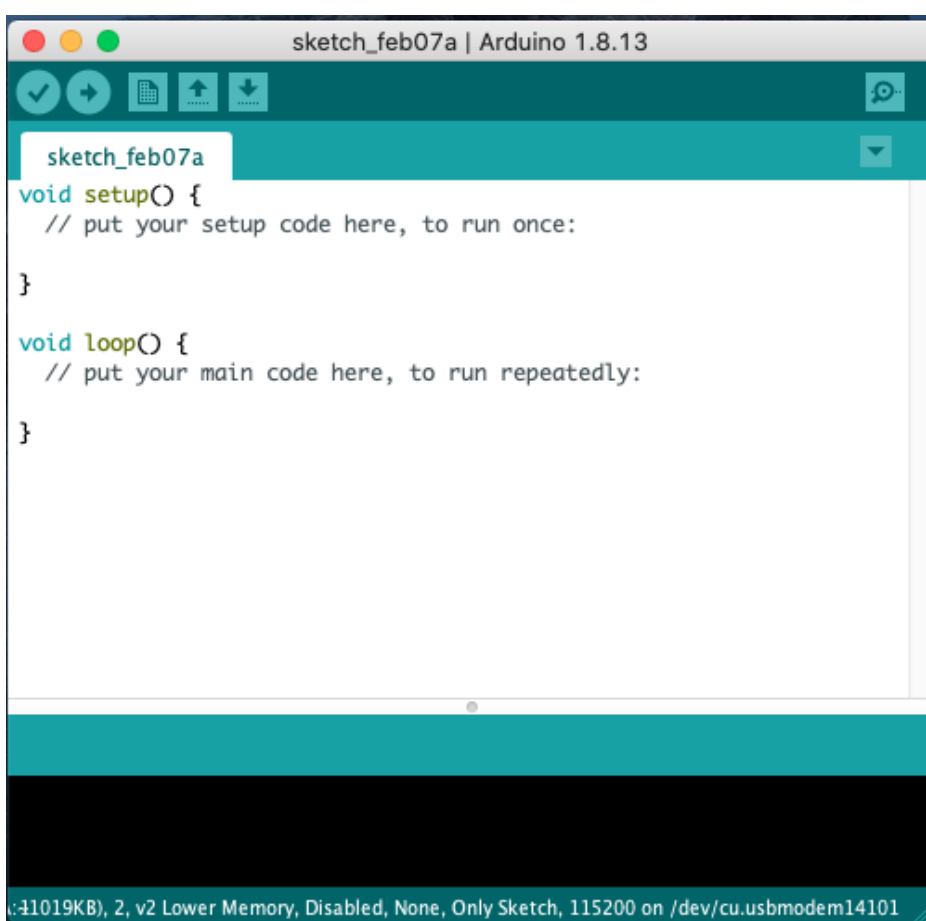 sketch_feb07a | Arduino 1.8.13
sketch_feb07a
void setup() {
  // put your setup code here, to run once:
}
void loop() {
  // put your main code here, to run repeatedly:
}
2, v2 Lower Memory, Disabled, None, Only Sketch, 115200 on /dev/cu.usbmodem14101